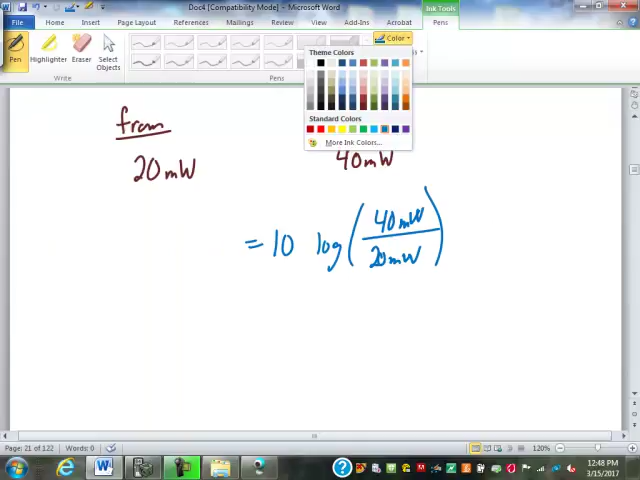 Doc4 [Compatibility Mode] - Microsoft Word
Ink Tools
File Home Insert Page Layout References Mailings Review View Add-Ins Acrobat Pens
Pen Highlighter Eraser Select Objects
Color
Write
Pens
Theme Colors
Standard Colors
More Ink Colors...
from
20mW
40mW
= 10 log(40mW/20mW)
Page: 21 of 122 Words: 0
120%
12:48 PM
3/15/2017